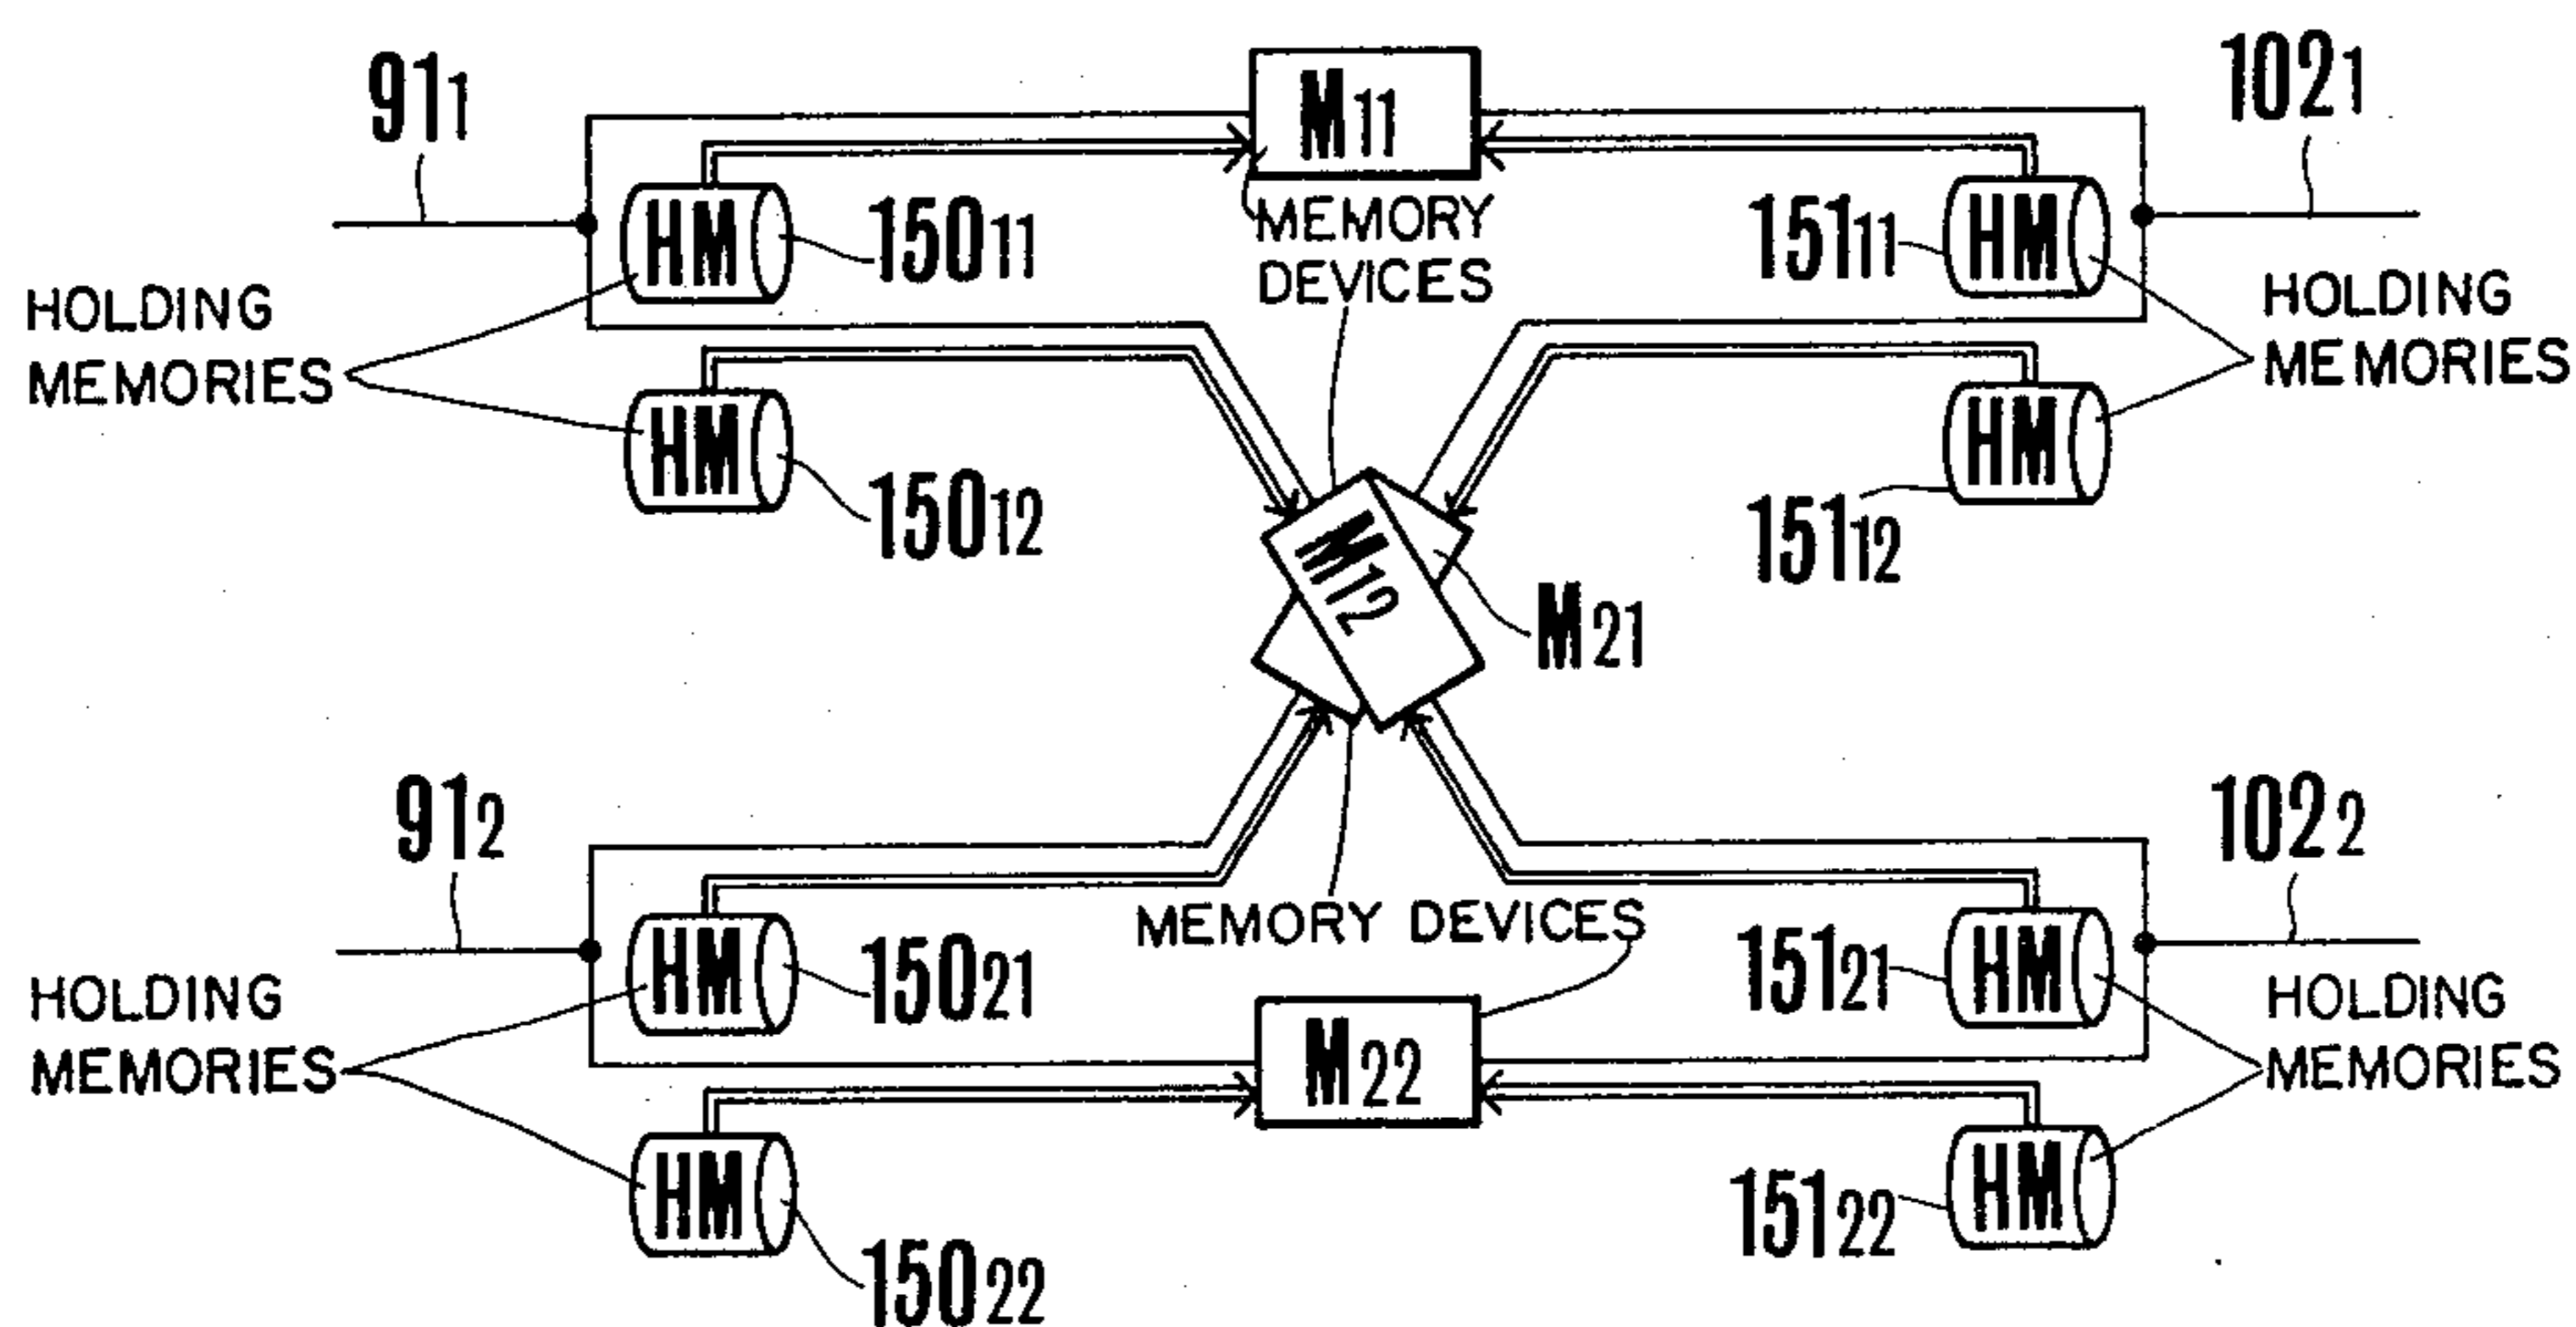 91₁
M₁₁
102₁
HM
150₁₁
MEMORY
DEVICES
151₁₁
HM
HOLDING
MEMORIES
HOLDING
MEMORIES
HM
150₁₂
HM
151₁₂
M₁₂
M₂₁
91₂
102₂
MEMORY DEVICES
HM
150₂₁
151₂₁
HM
HOLDING
MEMORIES
HOLDING
MEMORIES
M₂₂
HM
150₂₂
151₂₂
HM